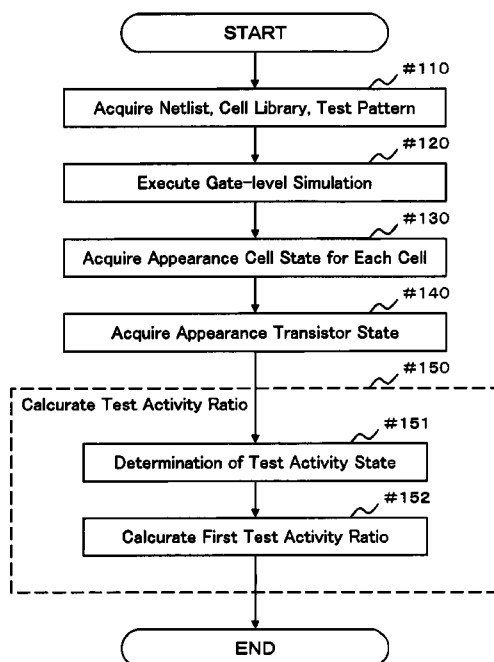 START
#110
Acquire Netlist, Cell Library, Test Pattern
#120
Execute Gate-level Simulation
#130
Acquire Appearance Cell State for Each Cell
#140
Acquire Appearance Transistor State
#150
Calcurate Test Activity Ratio
#151
Determination of Test Activity State
#152
Calcurate First Test Activity Ratio
END